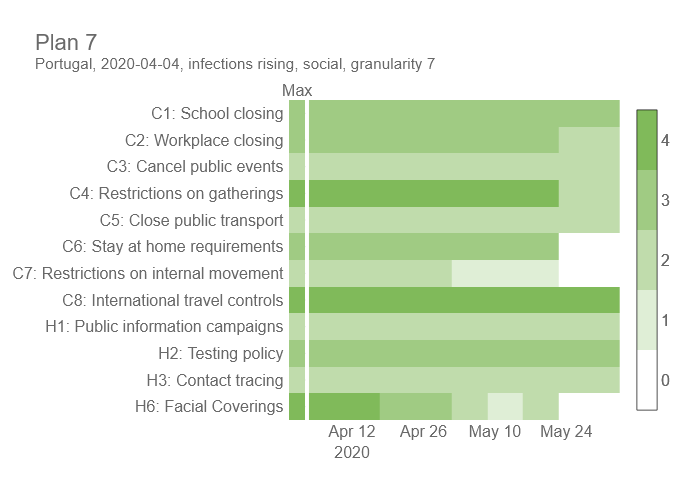 Plan 7
Portugal, 2020-04-04, infections rising, social, granularity 7
Max
C1: School closing
C2: Workplace closing
C3: Cancel public events
C4: Restrictions on gatherings
C5: Close public transport
C6: Stay at home requirements
C7: Restrictions on internal movement
C8: International travel controls
H1: Public information campaigns
H2: Testing policy
H3: Contact tracing
H6: Facial Coverings
Apr 12 Apr 26 May 10 May 24
2020
4
3
2
1
0